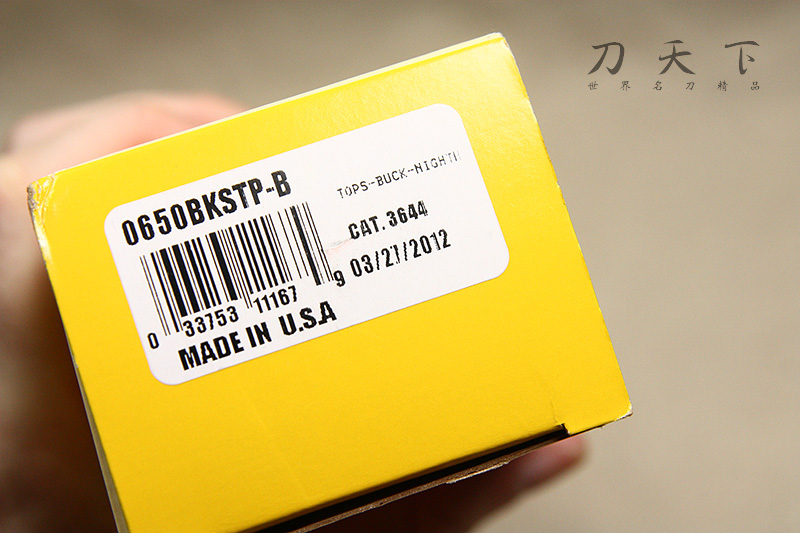 刀天下
世界名刀精品
0650BKSTP-B
TOPS-BUCK-NIGHT
CAT. 3644
03/27/2012
0 33753 11167 9
MADE IN U.S.A